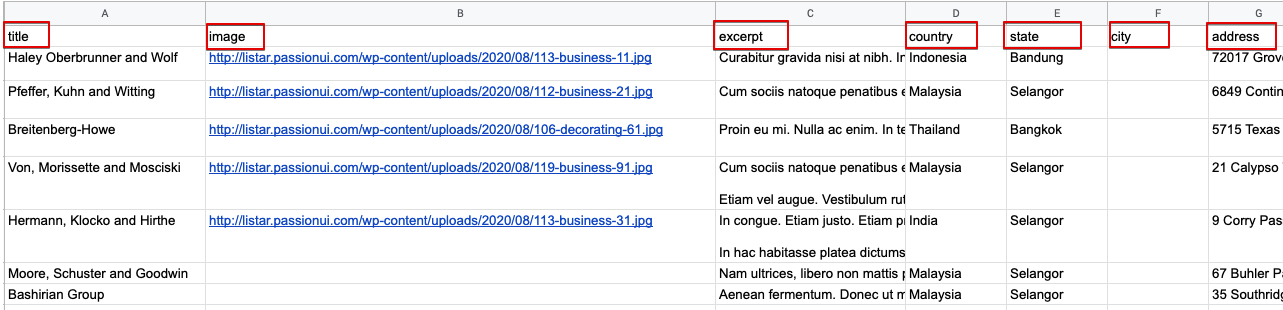 A B C D E F G
title image excerpt country state city address
Haley Oberbrunner and Wolf http://listar.passionui.com/wp-content/uploads/2020/08/113-business-11.jpg Curabitur gravida nisi at nibh. In Indonesia Bandung 72017 Grov
Pfeffer, Kuhn and Witting http://listar.passionui.com/wp-content/uploads/2020/08/112-business-21.jpg Cum sociis natoque penatibus e Malaysia Selangor 6849 Contin
Breitenberg-Howe http://listar.passionui.com/wp-content/uploads/2020/08/106-decorating-61.jpg Proin eu mi. Nulla ac enim. In te Thailand Bangkok 5715 Texas
Von, Morissette and Mosciski http://listar.passionui.com/wp-content/uploads/2020/08/119-business-91.jpg Cum sociis natoque penatibus e Malaysia Selangor 21 Calypso
Etiam vel augue. Vestibulum rut
Hermann, Klocko and Hirthe http://listar.passionui.com/wp-content/uploads/2020/08/113-business-31.jpg In congue. Etiam justo. Etiam pr India Selangor 9 Corry Pas
In hac habitasse platea dictums
Moore, Schuster and Goodwin Nam ultrices, libero non mattis p Malaysia Selangor 67 Buhler Pa
Bashirian Group Aenean fermentum. Donec ut m Malaysia Selangor 35 Southridg